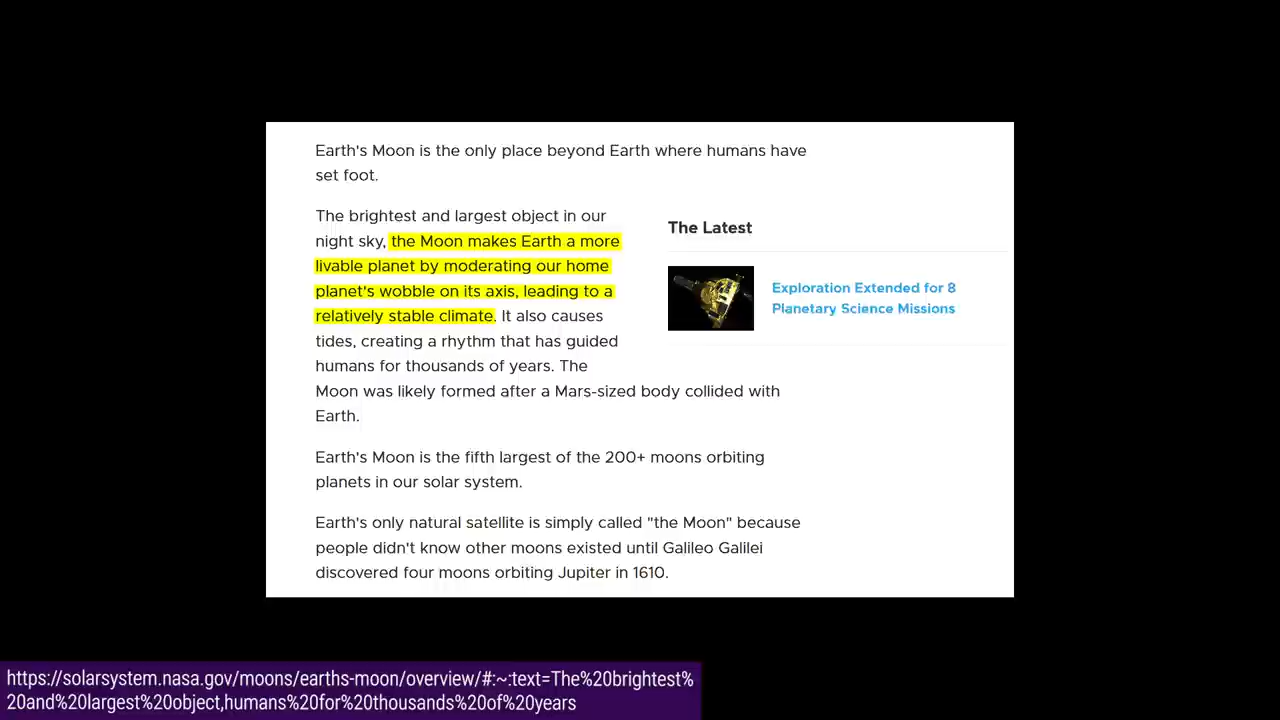 Earth's Moon is the only place beyond Earth where humans have
set foot.
The brightest and largest object in our
night sky, the Moon makes Earth a more
livable planet by moderating our home
planet's wobble on its axis, leading to a
relatively stable climate. It also causes
tides, creating a rhythm that has guided
humans for thousands of years. The
Moon was likely formed after a Mars-sized body collided with
Earth.
Earth's Moon is the fifth largest of the 200+ moons orbiting
planets in our solar system.
Earth's only natural satellite is simply called "the Moon" because
people didn't know other moons existed until Galileo Galilei
discovered four moons orbiting Jupiter in 1610.
The Latest
Exploration Extended for 8
Planetary Science Missions
https://solarsystem.nasa.gov/moons/earths-moon/overview/#:~:text=The%20brightest%
20and%20largest%20object,humans%20for%20thousands%20of%20years